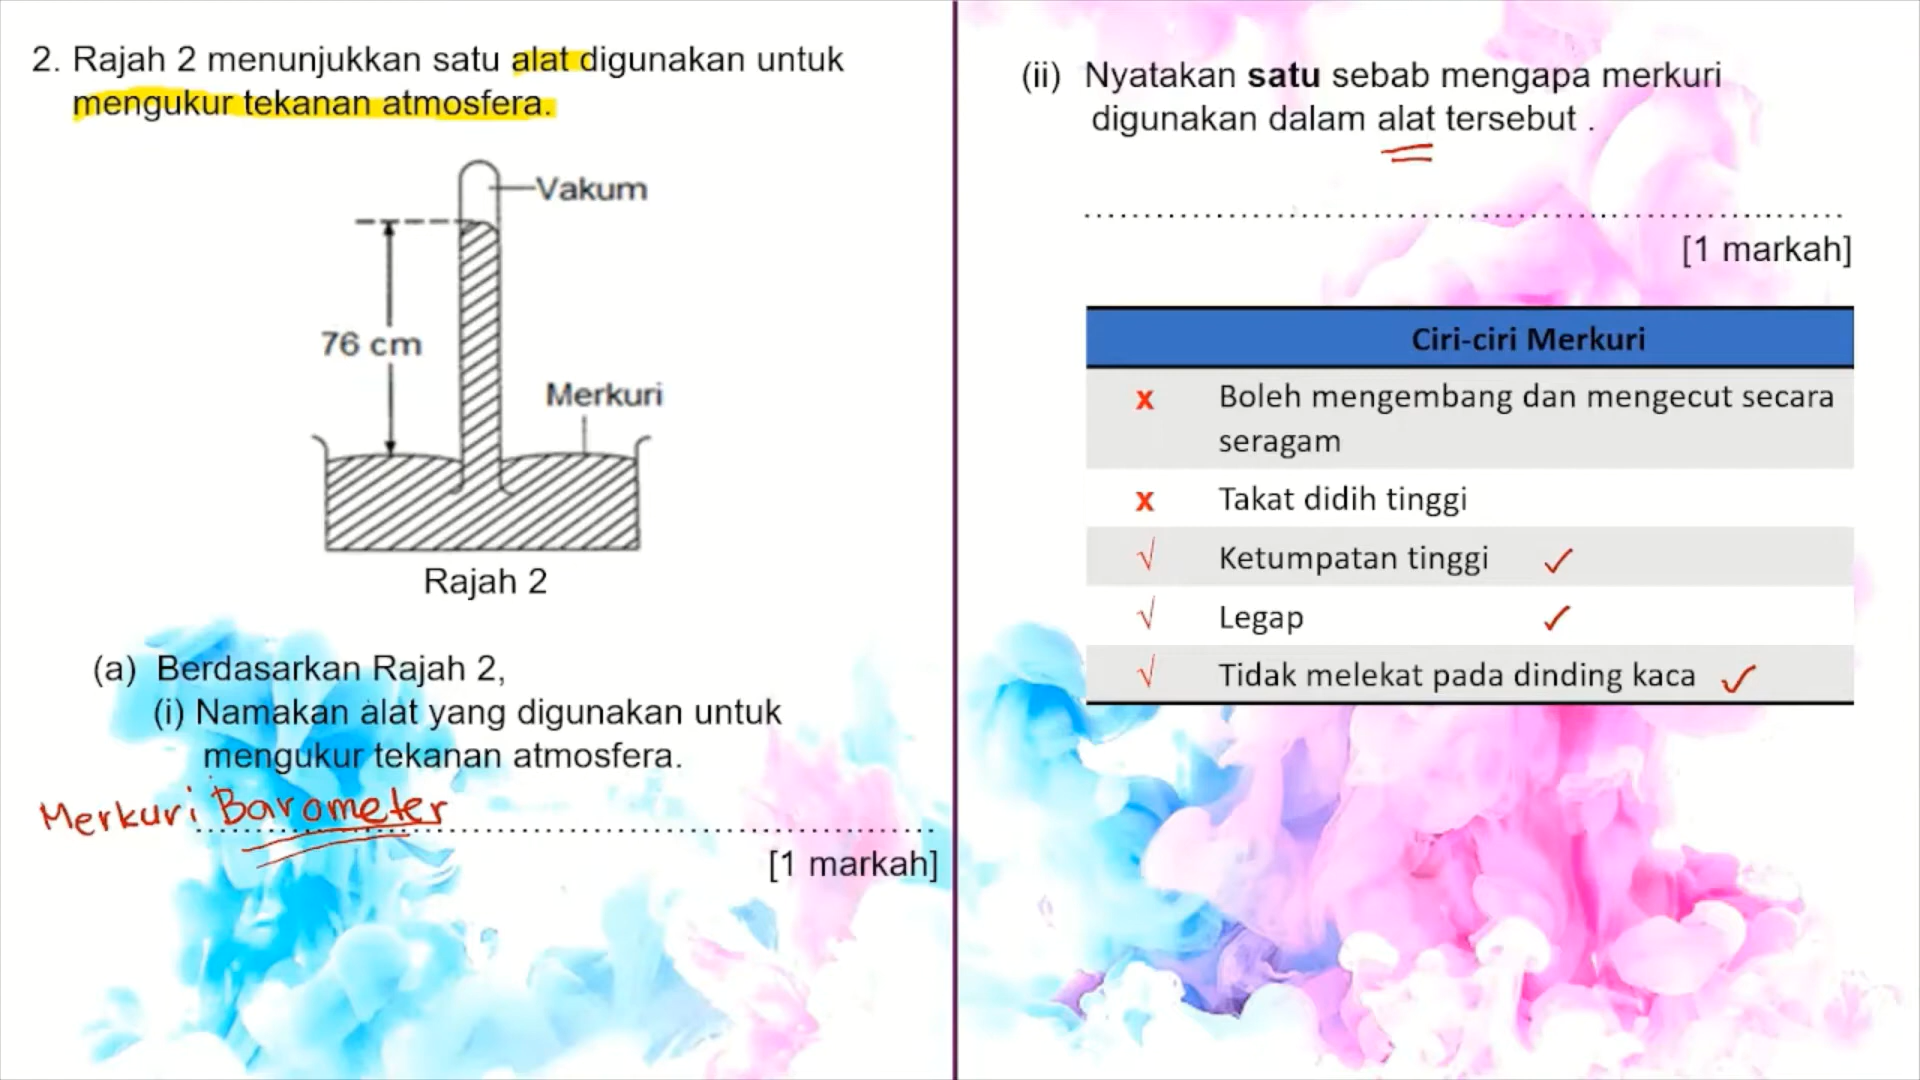 2. Rajah 2 menunjukkan satu alat digunakan untuk
mengukur tekanan atmosfera.
Vakum
76 cm
Merkuri
Rajah 2
(a) Berdasarkan Rajah 2,
(i) Namakan alat yang digunakan untuk
mengukur tekanan atmosfera.
Merkuri Barometer
[1 markah]
(ii) Nyatakan satu sebab mengapa merkuri
digunakan dalam alat tersebut .
[1 markah]
Ciri-ciri Merkuri
x Boleh mengembang dan mengecut secara
seragam
x Takat didih tinggi
√ Ketumpatan tinggi ✓
√ Legap ✓
√ Tidak melekat pada dinding kaca ✓